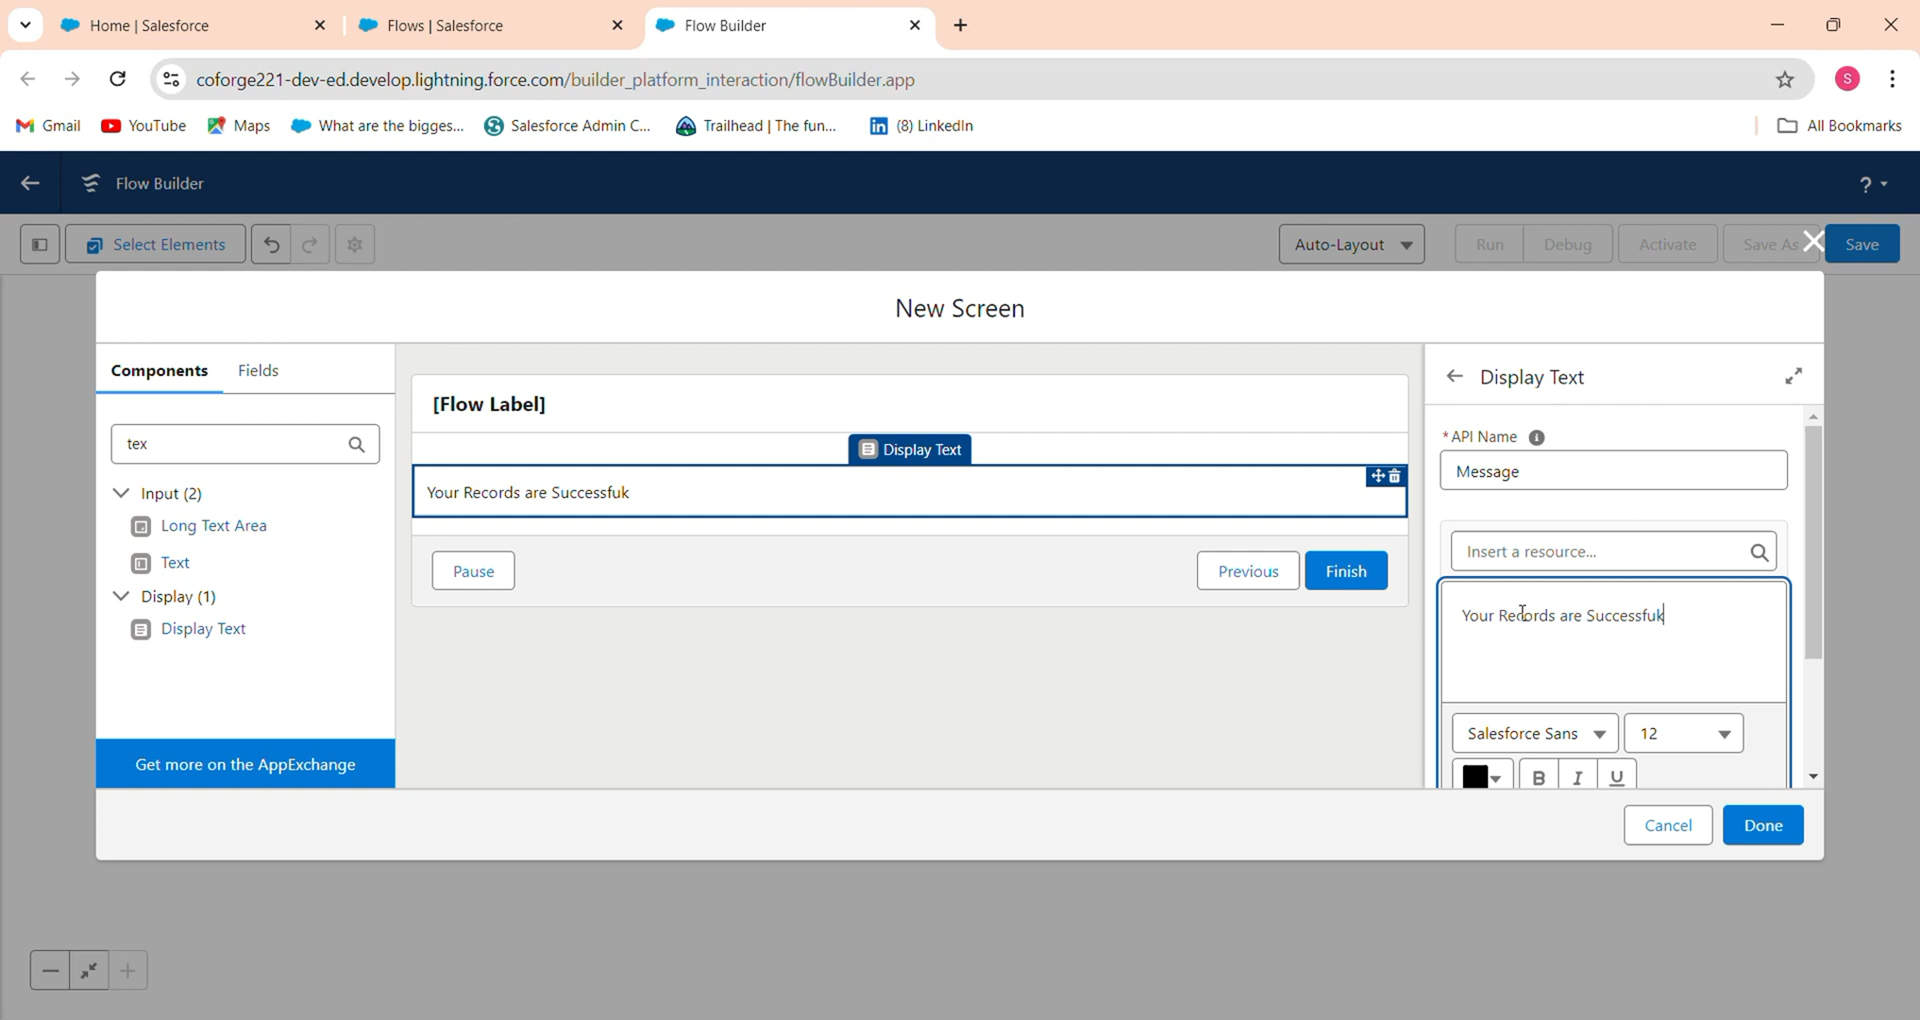 Home | Salesforce
Flows | Salesforce
Flow Builder
coforge221-dev-ed.develop.lightning.force.com/builder_platform_interaction/flowBuilder.app
S
Gmail
YouTube
Maps
What are the bigges...
Salesforce Admin C...
Trailhead | The fun...
in (8) LinkedIn
All Bookmarks
Flow Builder
?
Select Elements
Auto-Layout
Run
Debug
Activate
Save As
Save
New Screen
Components
Fields
tex
Input (2)
Long Text Area
Text
Display (1)
Display Text
Get more on the AppExchange
[Flow Label]
Display Text
Your Records are Successfuk
Pause
Previous
Finish
Display Text
* API Name
Message
Insert a resource...
Your Records are Successfuk
Salesforce Sans
12
B
I
U
Cancel
Done